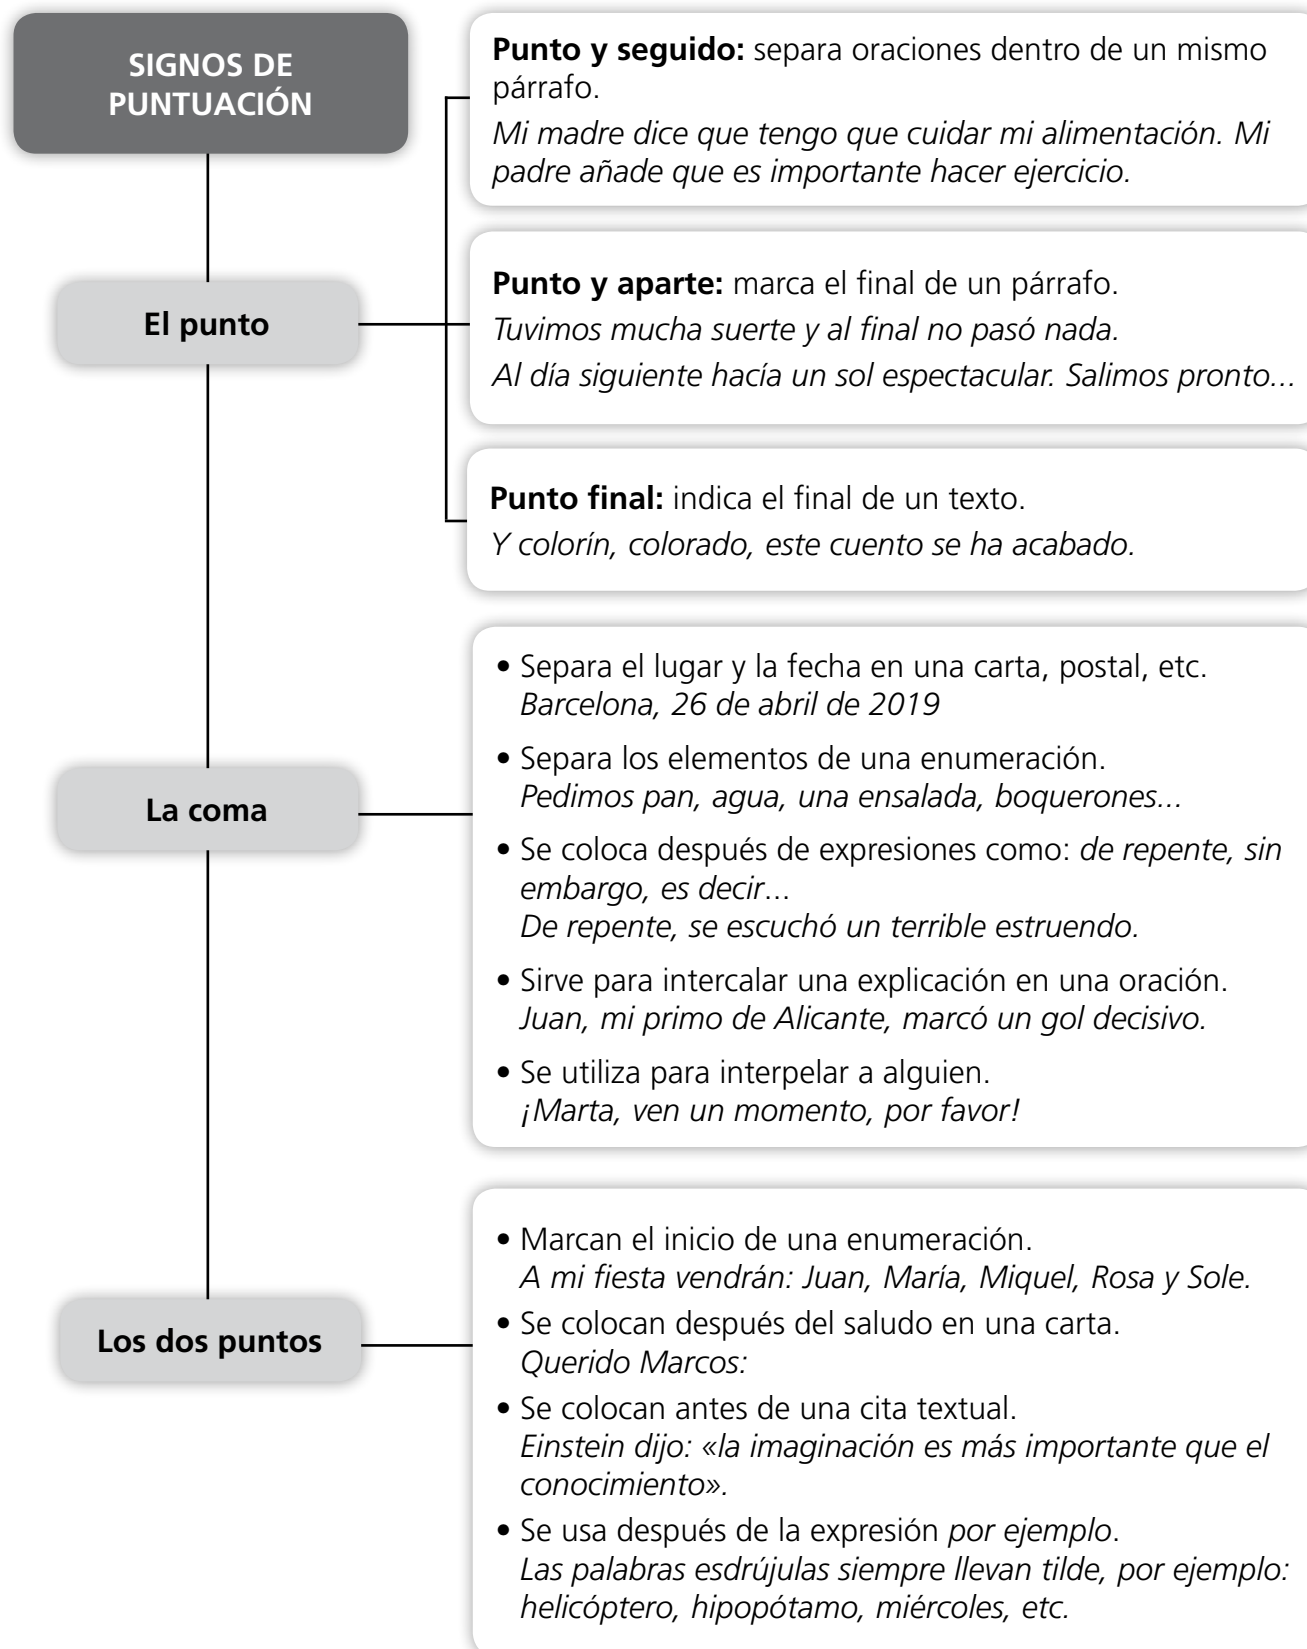 SIGNOS DE
PUNTUACIÓN
Punto y seguido: separa oraciones dentro de un mismo
párrafo.
Mi madre dice que tengo que cuidar mi alimentación. Mi
padre añade que es importante hacer ejercicio.
El punto
Punto y aparte: marca el final de un párrafo.
Tuvimos mucha suerte y al final no pasó nada.
Al día siguiente hacía un sol espectacular. Salimos pronto...
Punto final: indica el final de un texto.
Y colorín, colorado, este cuento se ha acabado.
La coma
• Separa el lugar y la fecha en una carta, postal, etc.
Barcelona, 26 de abril de 2019
• Separa los elementos de una enumeración.
Pedimos pan, agua, una ensalada, boquerones...
• Se coloca después de expresiones como: de repente, sin
embargo, es decir...
De repente, se escuchó un terrible estruendo.
• Sirve para intercalar una explicación en una oración.
Juan, mi primo de Alicante, marcó un gol decisivo.
• Se utiliza para interpelar a alguien.
¡Marta, ven un momento, por favor!
Los dos puntos
• Marcan el inicio de una enumeración.
A mi fiesta vendrán: Juan, María, Miquel, Rosa y Sole.
• Se colocan después del saludo en una carta.
Querido Marcos:
• Se colocan antes de una cita textual.
Einstein dijo: «la imaginación es más importante que el
conocimiento».
• Se usa después de la expresión por ejemplo.
Las palabras esdrújulas siempre llevan tilde, por ejemplo:
helicóptero, hipopótamo, miércoles, etc.